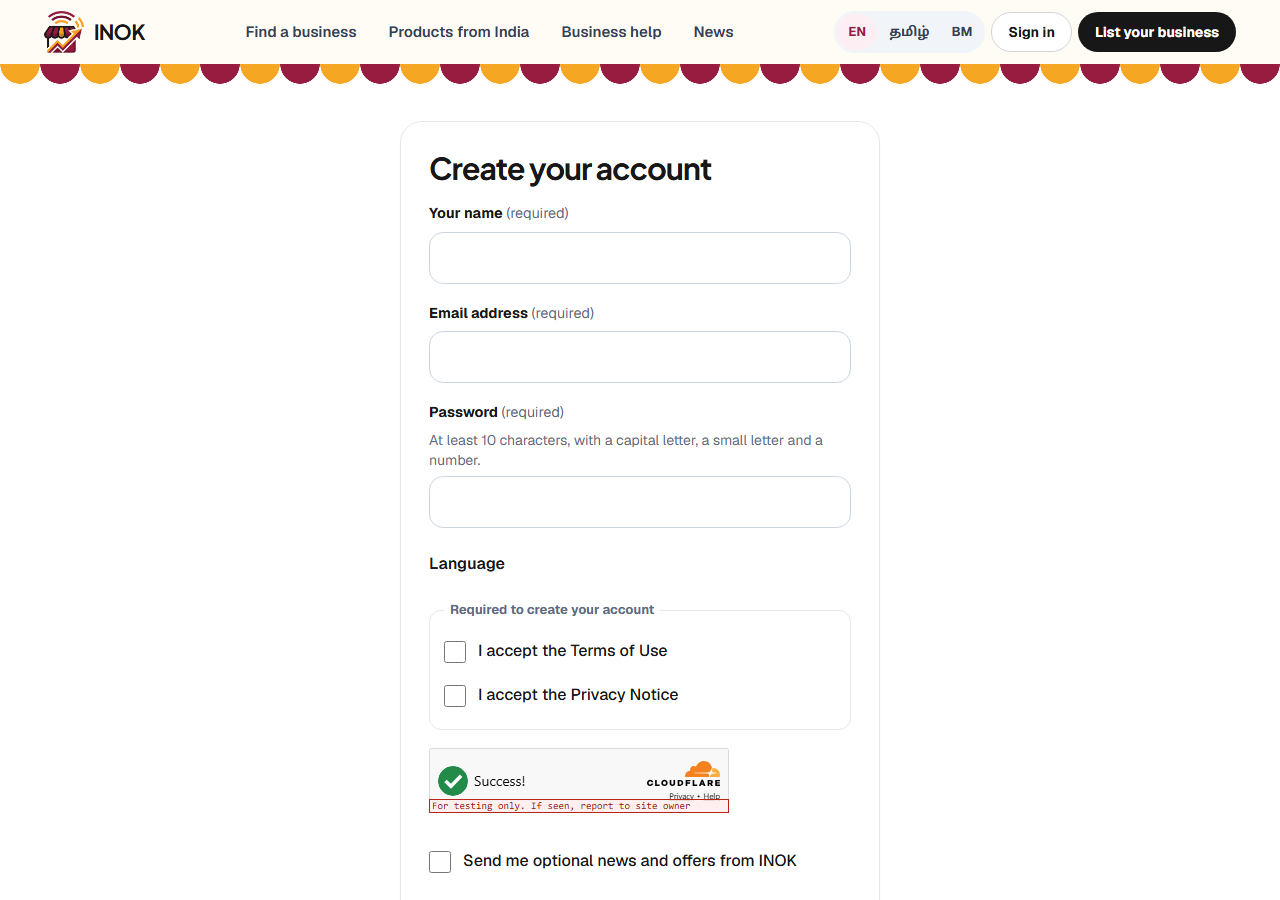 INOK
Find a business
Products from India
Business help
News
EN
தமிழ்
BM
Sign in
List your business
Create your account
Your name (required)
Email address (required)
Password (required)
At least 10 characters, with a capital letter, a small letter and a
number.
Language
Required to create your account
I accept the Terms of Use
I accept the Privacy Notice
Success!
CLOUDFLARE
Privacy • Help
For testing only. If seen, report to site owner
Send me optional news and offers from INOK